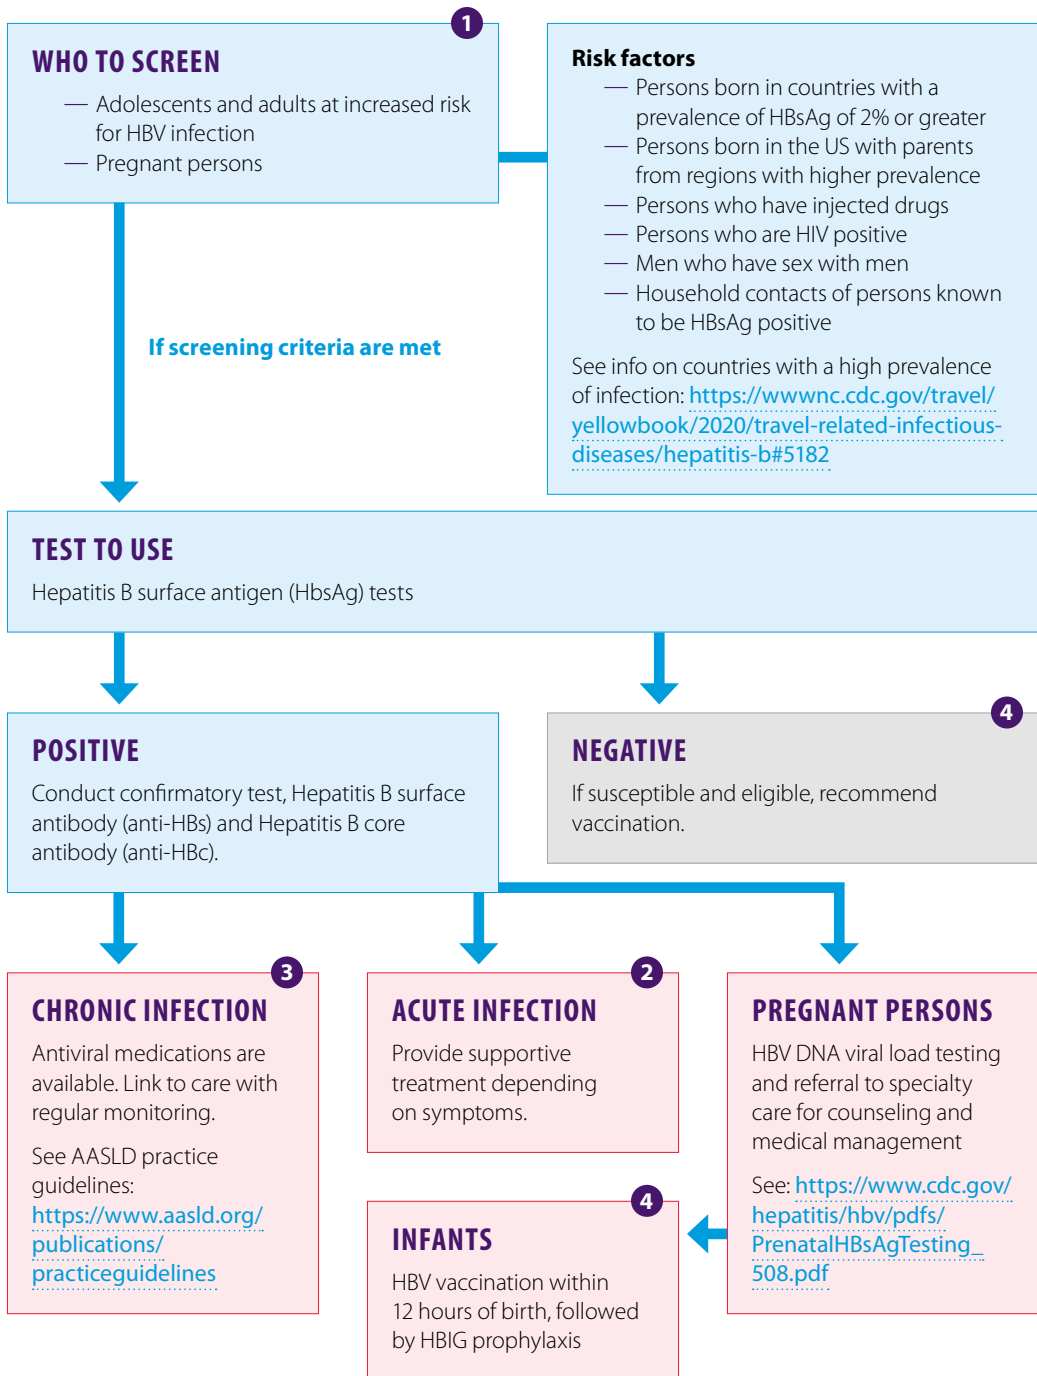 1
WHO TO SCREEN
— Adolescents and adults at increased risk
for HBV infection
— Pregnant persons
Risk factors
— Persons born in countries with a
prevalence of HBsAg of 2% or greater
— Persons born in the US with parents
from regions with higher prevalence
— Persons who have injected drugs
— Persons who are HIV positive
— Men who have sex with men
— Household contacts of persons known
to be HBsAg positive
See info on countries with a high prevalence
of infection: https://wwwnc.cdc.gov/travel/
yellowbook/2020/travel-related-infectious-
diseases/hepatitis-b#5182
If screening criteria are met
TEST TO USE
Hepatitis B surface antigen (HbsAg) tests
POSITIVE
Conduct confirmatory test, Hepatitis B surface
antibody (anti-HBs) and Hepatitis B core
antibody (anti-HBc).
4
NEGATIVE
If susceptible and eligible, recommend
vaccination.
3
CHRONIC INFECTION
Antiviral medications are
available. Link to care with
regular monitoring.
See AASLD practice
guidelines:
https://www.aasld.org/
publications/
practiceguidelines
2
ACUTE INFECTION
Provide supportive
treatment depending
on symptoms.
PREGNANT PERSONS
HBV DNA viral load testing
and referral to specialty
care for counseling and
medical management
See: https://www.cdc.gov/
hepatitis/hbv/pdfs/
PrenatalHBsAgTesting_
508.pdf
4
INFANTS
HBV vaccination within
12 hours of birth, followed
by HBIG prophylaxis